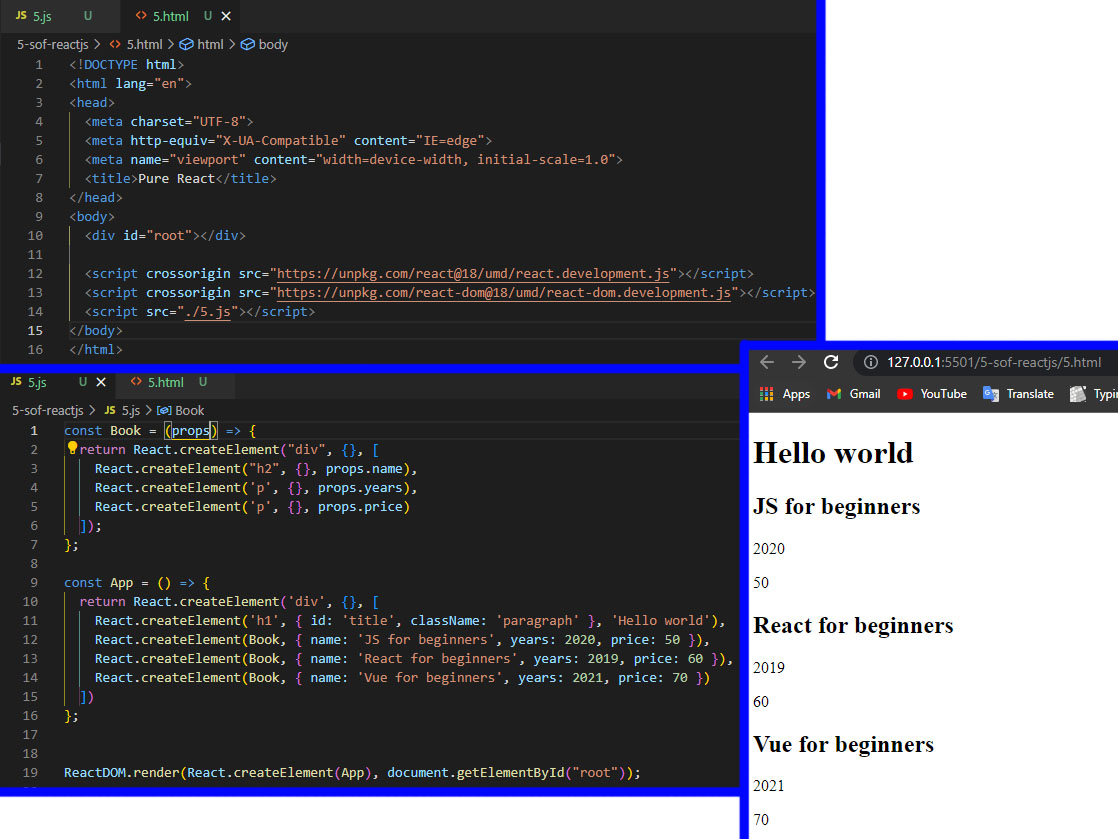 JS 5.js U <> 5.html U ×
5-sof-reactjs > <> 5.html > html > body
1 <!DOCTYPE html>
2 <html lang="en">
3 <head>
4 <meta charset="UTF-8">
5 <meta http-equiv="X-UA-Compatible" content="IE=edge">
6 <meta name="viewport" content="width=device-width, initial-scale=1.0">
7 <title>Pure React</title>
8 </head>
9 <body>
10 <div id="root"></div>
11
12 <script crossorigin src="https://unpkg.com/react@18/umd/react.development.js"></script>
13 <script crossorigin src="https://unpkg.com/react-dom@18/umd/react-dom.development.js"></script>
14 <script src="./5.js"></script>
15 </body>
16 </html>
JS 5.js U × <> 5.html U
5-sof-reactjs > JS 5.js > Book
1 const Book = (props) => {
2 return React.createElement("div", {}, [
3 React.createElement("h2", {}, props.name),
4 React.createElement('p', {}, props.years),
5 React.createElement('p', {}, props.price)
6 ]);
7 };
8
9 const App = () => {
10 return React.createElement('div', {}, [
11 React.createElement('h1', { id: 'title', className: 'paragraph' }, 'Hello world'),
12 React.createElement(Book, { name: 'JS for beginners', years: 2020, price: 50 }),
13 React.createElement(Book, { name: 'React for beginners', years: 2019, price: 60 }),
14 React.createElement(Book, { name: 'Vue for beginners', years: 2021, price: 70 })
15 ])
16 };
17
18
19 ReactDOM.render(React.createElement(App), document.getElementById("root"));
127.0.0.1:5501/5-sof-reactjs/5.html
Apps Gmail YouTube Translate Typin
Hello world
JS for beginners
2020
50
React for beginners
2019
60
Vue for beginners
2021
70